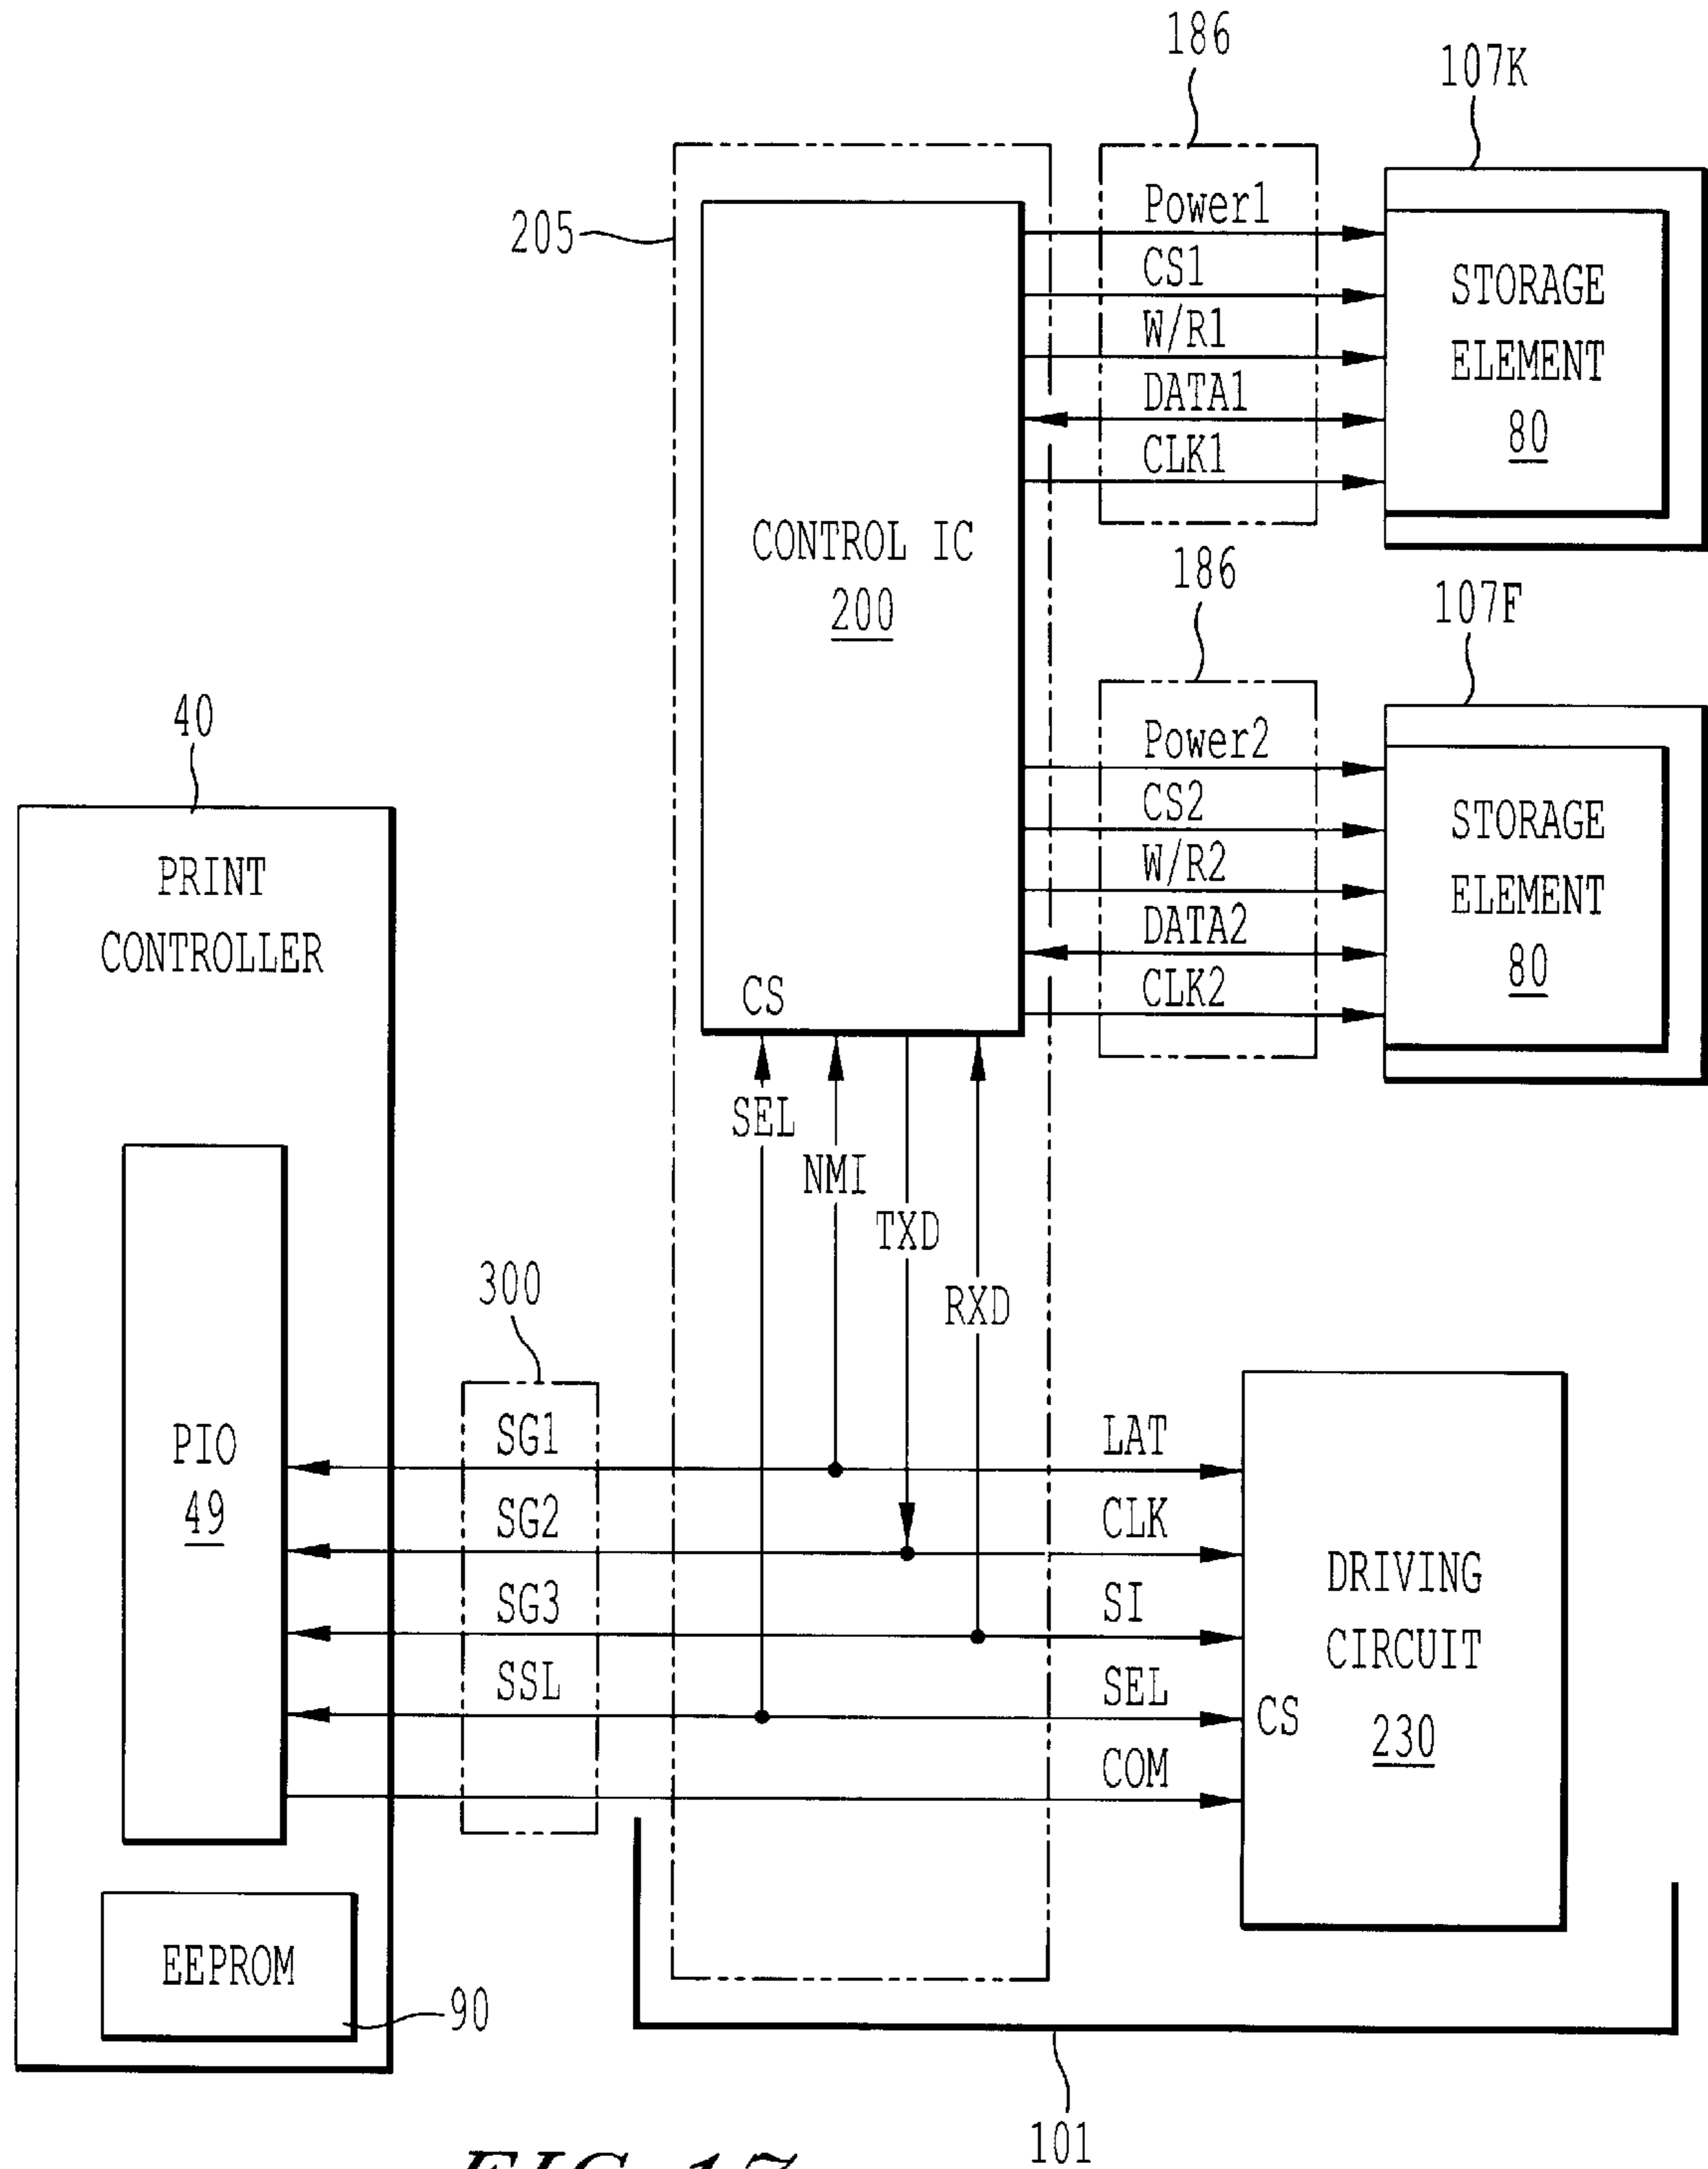 186
107K
205
Power1
CS1
W/R1
DATA1
CLK1
STORAGE
ELEMENT
80
CONTROL IC
200
186
107F
Power2
CS2
W/R2
DATA2
CLK2
STORAGE
ELEMENT
80
40
PRINT
CONTROLLER
CS
SEL
NMI
TXD
RXD
300
PIO
49
SG1
SG2
SG3
SSL
LAT
CLK
SI
SEL
COM
DRIVING
CIRCUIT
CS
230
EEPROM
90
101
FIG. 17